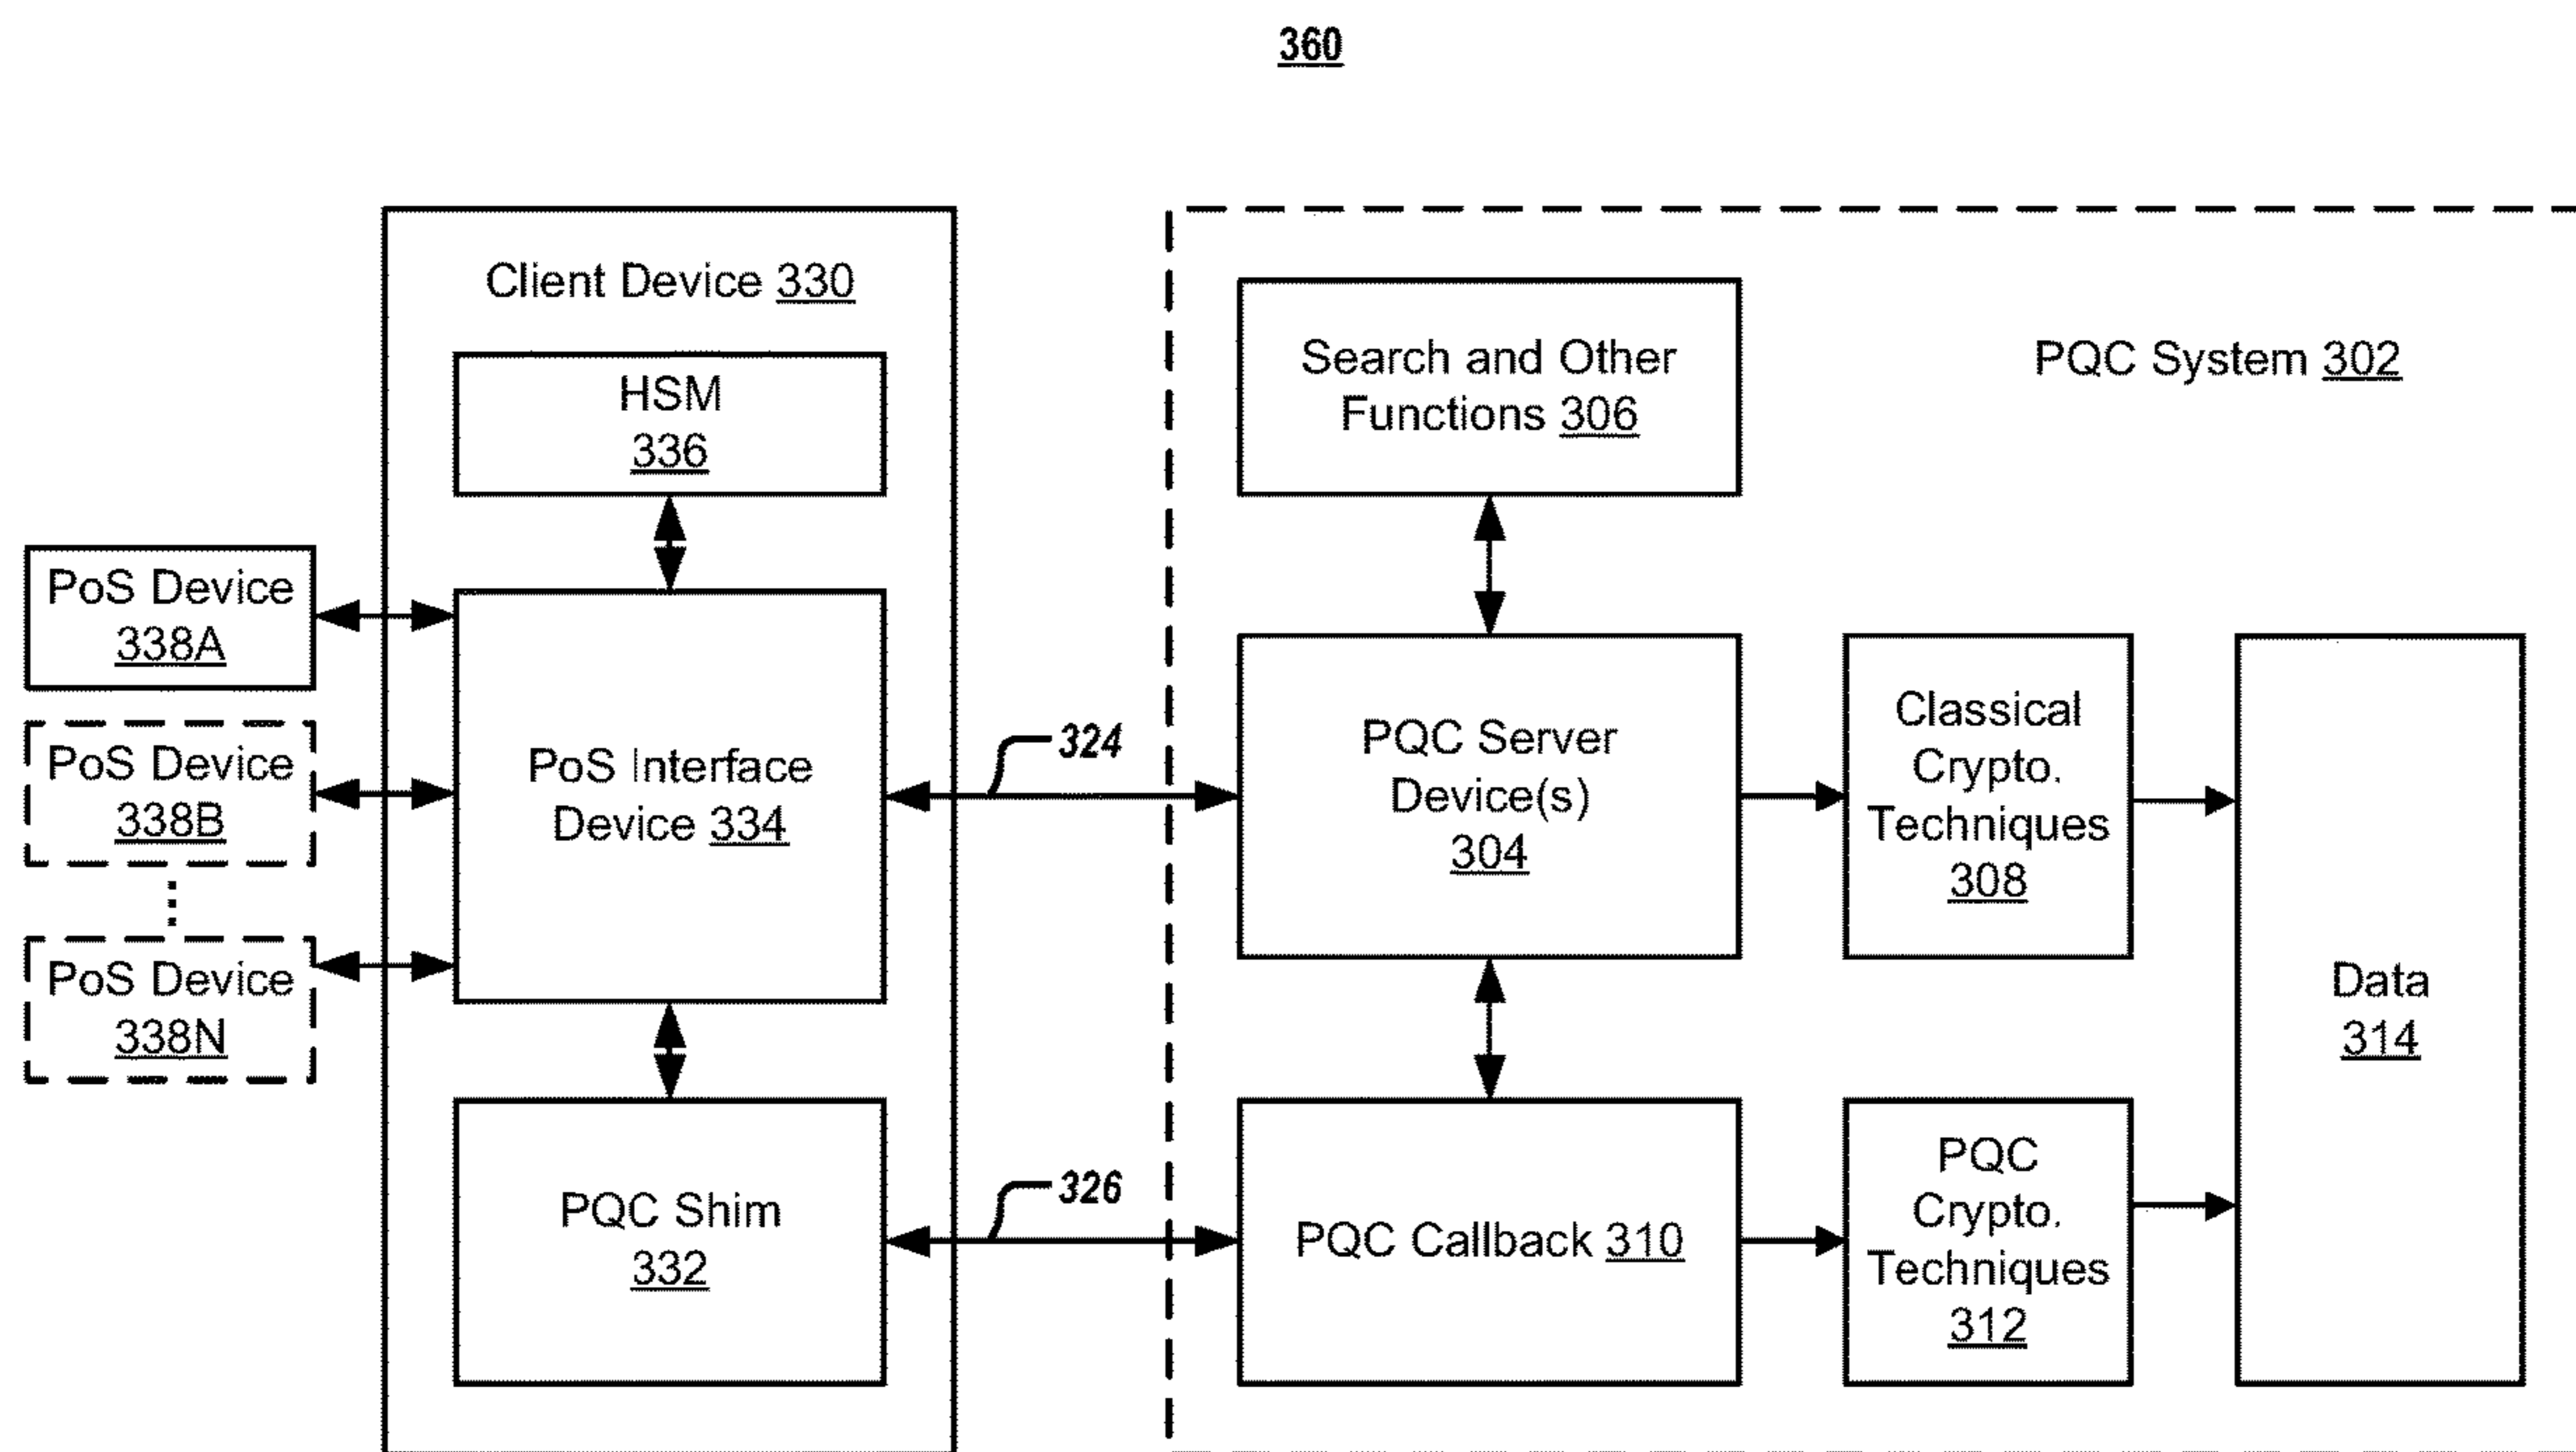 360
Client Device 330
HSM
336
PoS Device
338A
PoS Device
338B
PoS Device
338N
PoS Interface
Device 334
PQC Shim
332
324
326
PQC System 302
Search and Other
Functions 306
PQC Server
Device(s)
304
PQC Callback 310
Classical
Crypto.
Techniques
308
PQC
Crypto.
Techniques
312
Data
314